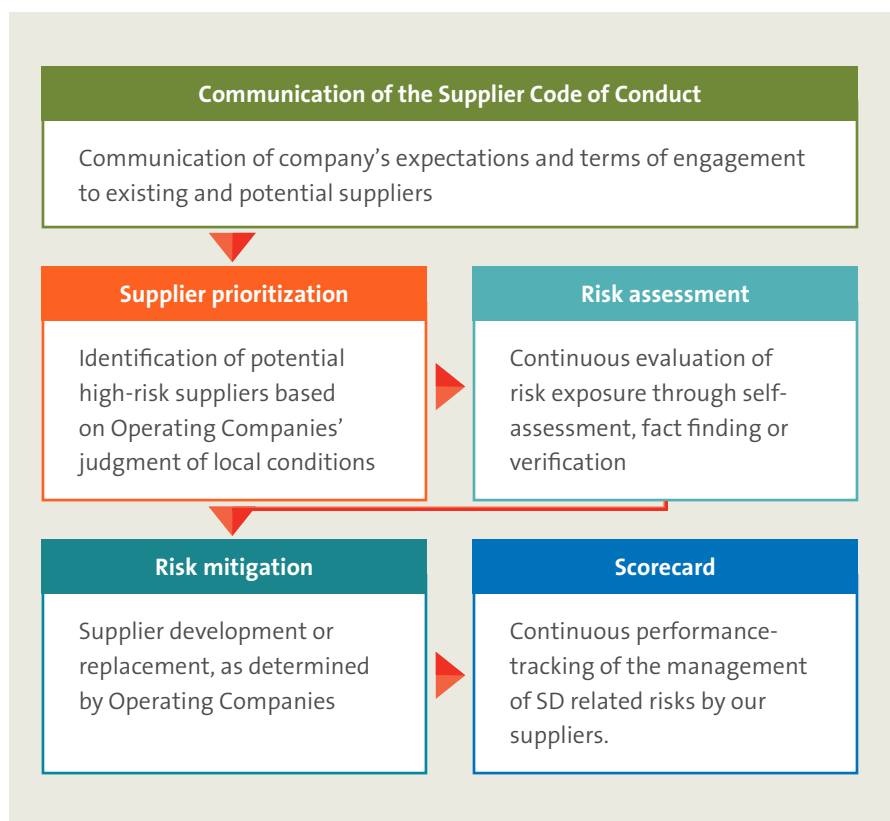 Communication of the Supplier Code of Conduct
Communication of company’s expectations and terms of engagement
to existing and potential suppliers
Supplier prioritization
Identification of potential
high-risk suppliers based
on Operating Companies’
judgment of local conditions
Risk assessment
Continuous evaluation of
risk exposure through self-
assessment, fact finding or
verification
Risk mitigation
Supplier development or
replacement, as determined
by Operating Companies
Scorecard
Continuous performance-
tracking of the management
of SD related risks by our
suppliers.